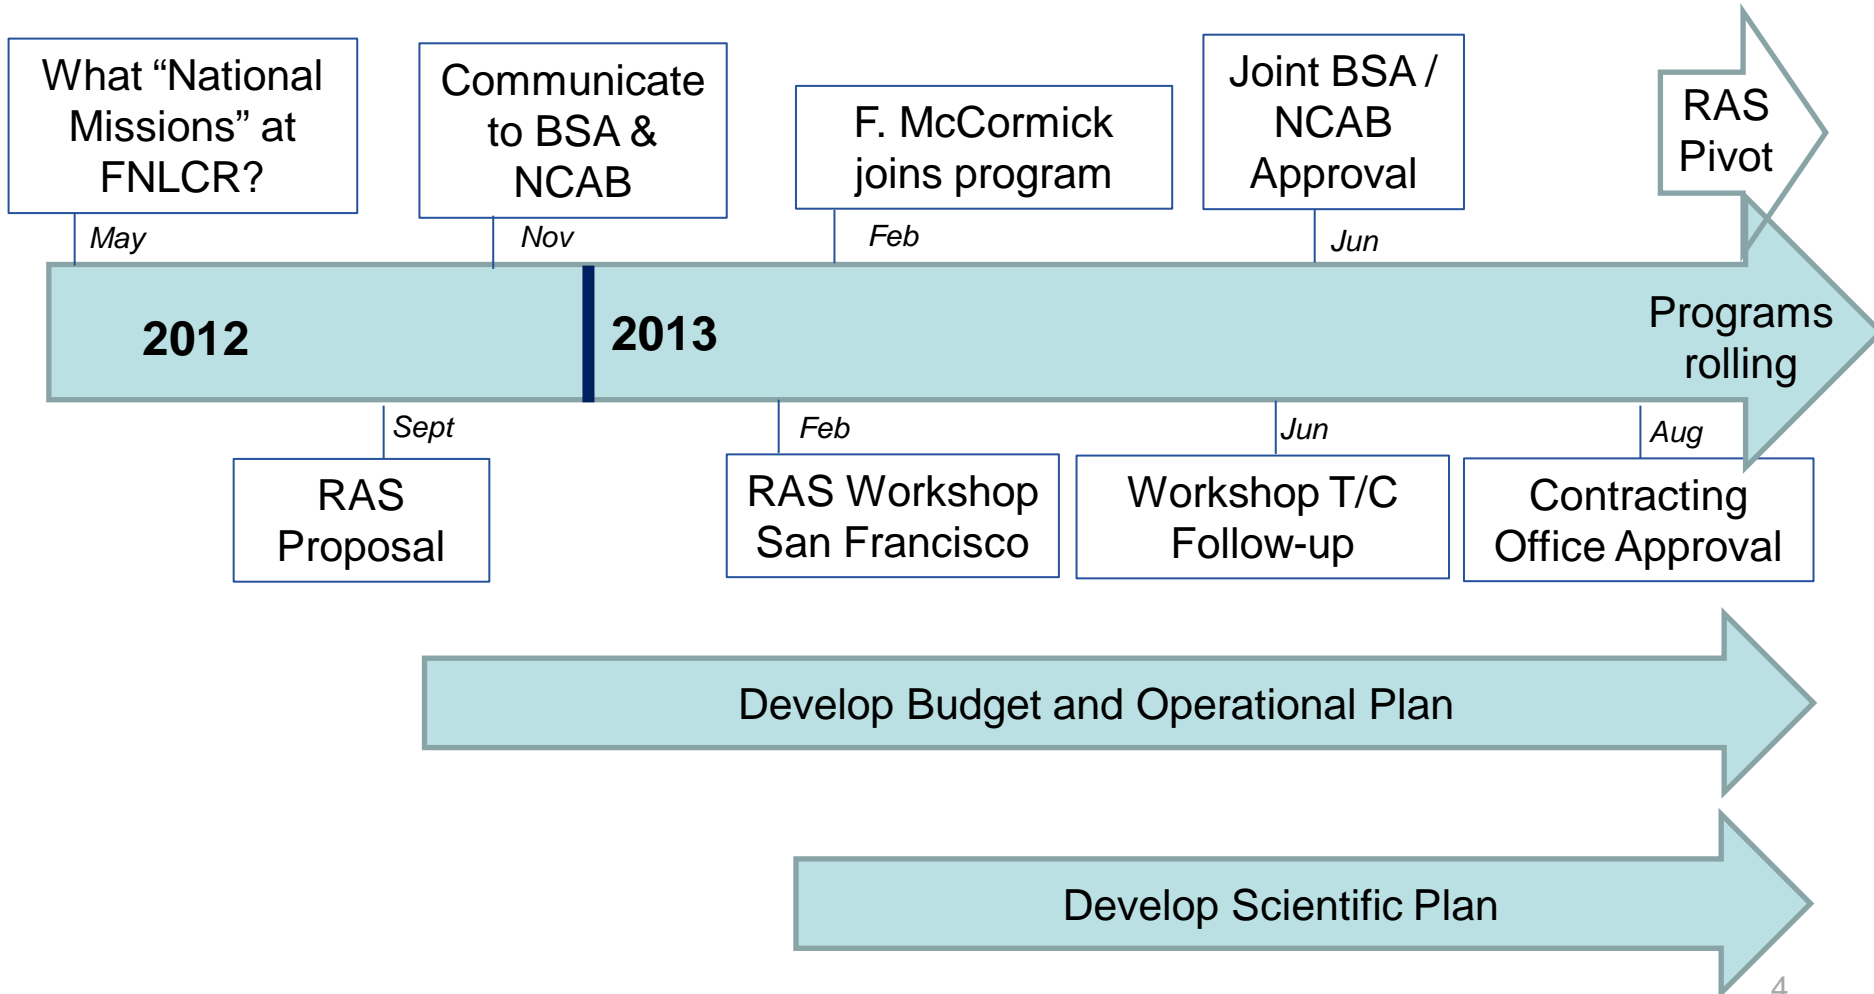 What “National
Missions” at
FNLCR?
Communicate
to BSA &
NCAB
F. McCormick
joins program
Joint BSA /
NCAB
Approval
RAS
Pivot
May
Nov
Feb
Jun
2012
2013
Programs
rolling
Sept
Feb
Jun
Aug
RAS
Proposal
RAS Workshop
San Francisco
Workshop T/C
Follow-up
Contracting
Office Approval
Develop Budget and Operational Plan
Develop Scientific Plan
4